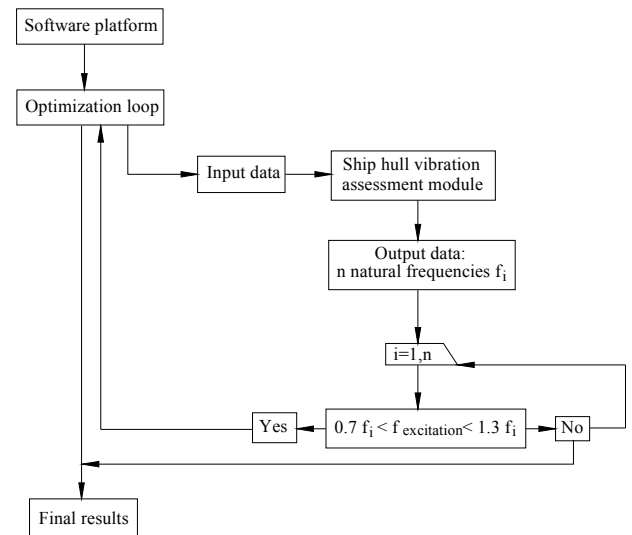 Software platform
Optimization loop
Input data
Ship hull vibration
assessment module
Output data:
n natural frequencies fi
i=1,n
Yes
0.7 fi < f excitation< 1.3 fi
No
Final results